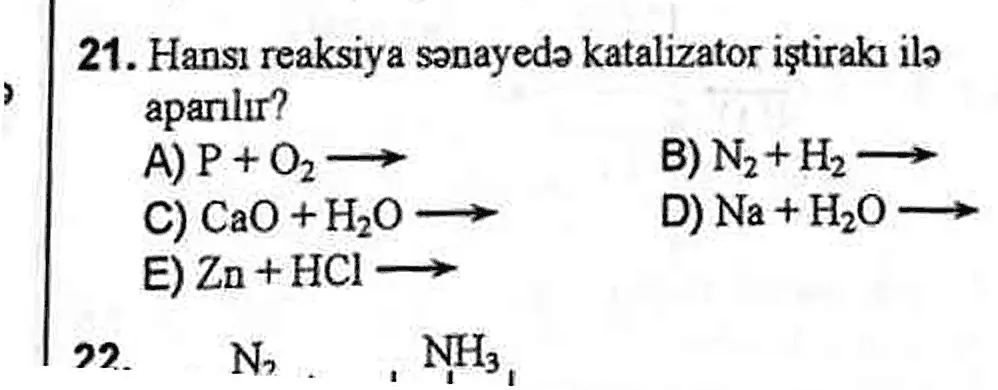 21. Hansı reaksiya sənayedə katalizator iştirakı ilə
aparılır?
A) P + O₂ ⟶ B) N₂ + H₂ ⟶
C) CaO + H₂O ⟶ D) Na + H₂O ⟶
E) Zn + HCl ⟶
22. N₂ NH₃